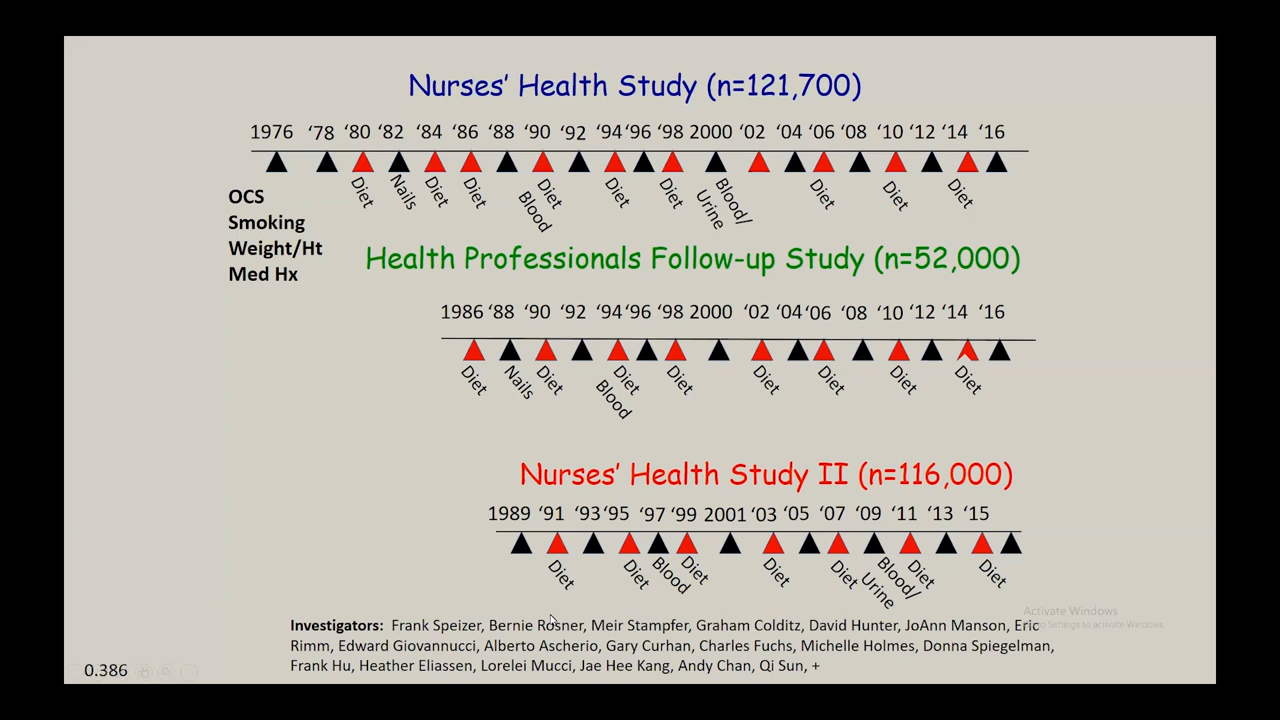 Nurses’ Health Study (n=121,700)
1976 ‘78 ‘80 ‘82 ‘84 ‘86 ‘88 ‘90 ‘92 ‘94 ‘96 ‘98 2000 ‘02 ‘04 ‘06 ‘08 ‘10 ‘12 ‘14 ‘16
Diet Nails Diet Diet Diet Blood Diet Diet Blood/ Urine Diet Diet Diet
OCS
Smoking
Weight/Ht
Med Hx
Health Professionals Follow-up Study (n=52,000)
1986 ‘88 ‘90 ‘92 ‘94 ‘96 ‘98 2000 ‘02 ‘04 ‘06 ‘08 ‘10 ‘12 ‘14 ‘16
Diet Nails Diet Diet Blood Diet Diet Diet Diet Diet
Nurses’ Health Study II (n=116,000)
1989 ‘91 ‘93 ‘95 ‘97 ‘99 2001 ‘03 ‘05 ‘07 ‘09 ‘11 ‘13 ‘15
Diet Diet Blood Diet Diet Diet Blood/ Urine Diet Diet
Investigators: Frank Speizer, Bernie Rosner, Meir Stampfer, Graham Colditz, David Hunter, JoAnn Manson, Eric
Rimm, Edward Giovannucci, Alberto Ascherio, Gary Curhan, Charles Fuchs, Michelle Holmes, Donna Spiegelman,
Frank Hu, Heather Eliassen, Lorelei Mucci, Jae Hee Kang, Andy Chan, Qi Sun, +
Activate Windows
to Settings to activate Windows.
0.386